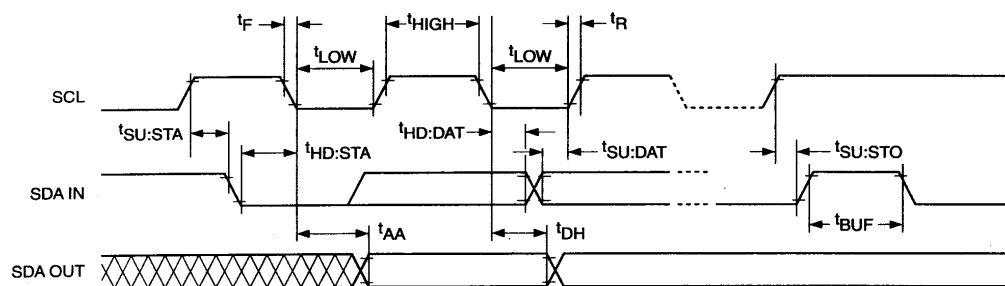 tF
tHIGH
tR
tLOW
tLOW
SCL
tSU:STA
tHD:STA
tHD:DAT
tSU:DAT
tSU:STO
SDA IN
tBUF
tAA
tDH
SDA OUT